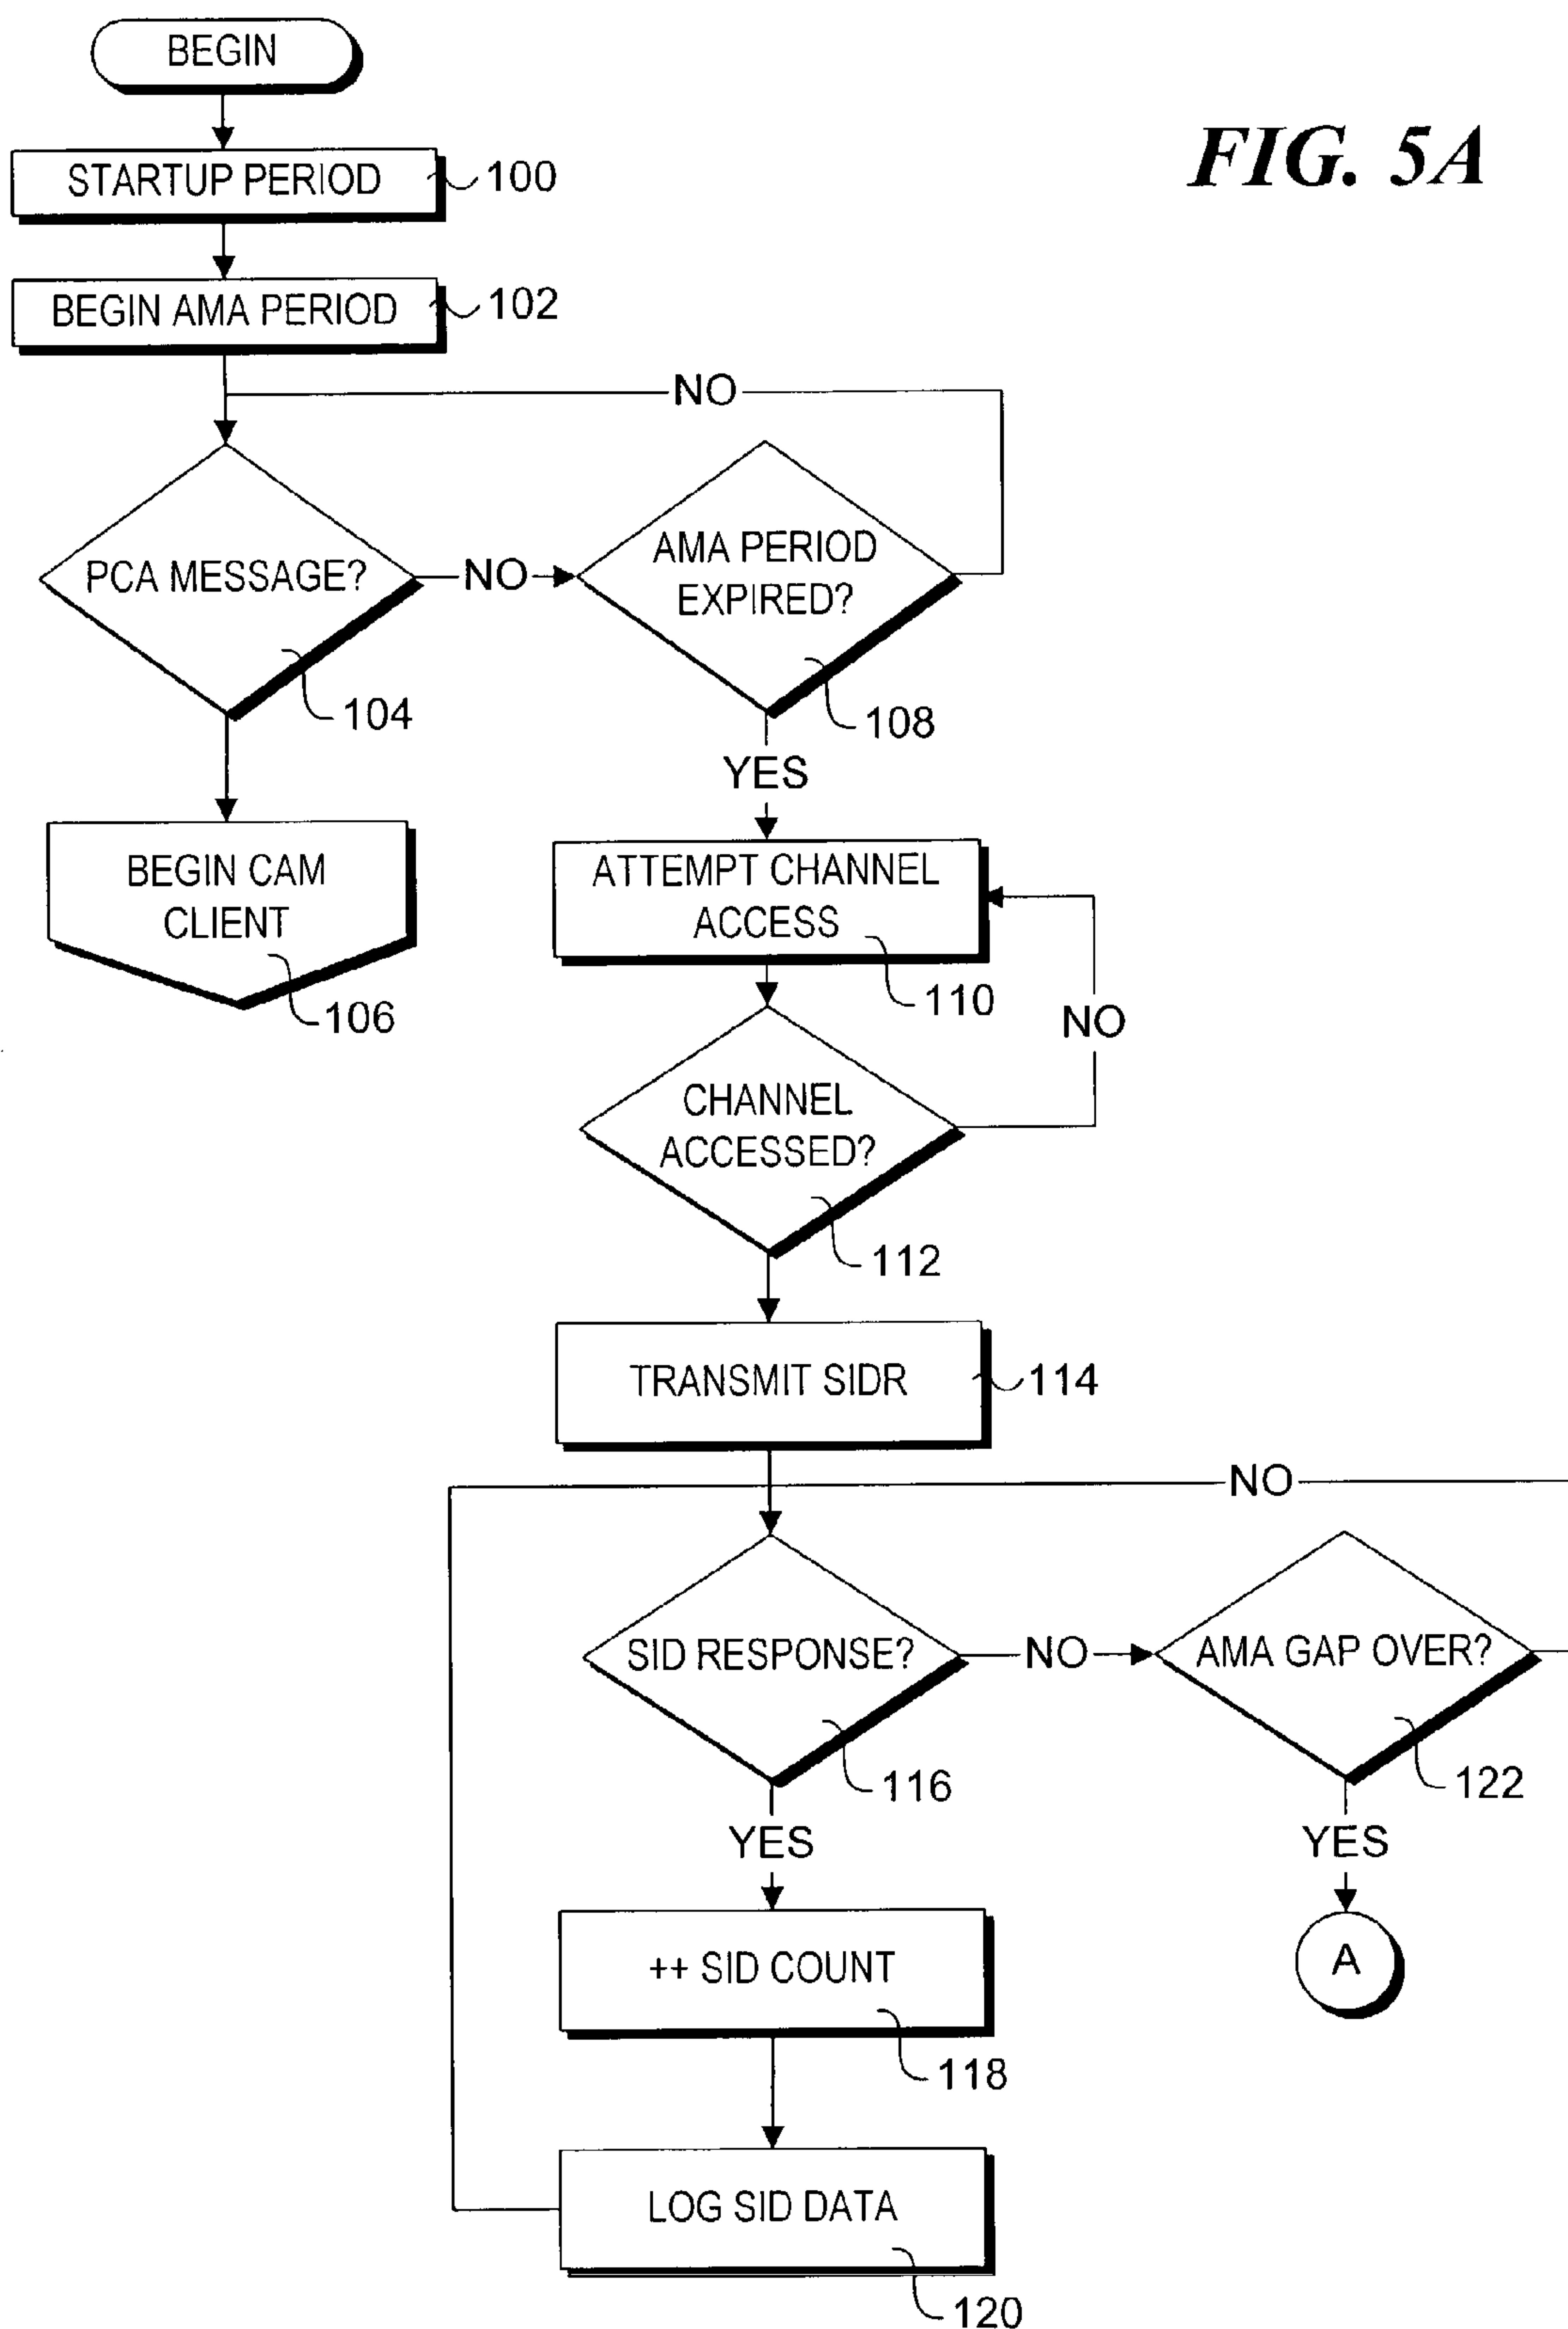 BEGIN
FIG. 5A
STARTUP PERIOD
100
BEGIN AMA PERIOD
102
NO
PCA MESSAGE?
NO
AMA PERIOD
EXPIRED?
104
108
YES
BEGIN CAM
CLIENT
106
ATTEMPT CHANNEL
ACCESS
110
NO
CHANNEL
ACCESSED?
112
TRANSMIT SIDR
114
NO
SID RESPONSE?
NO
AMA GAP OVER?
116
122
YES
YES
++ SID COUNT
A
118
LOG SID DATA
120